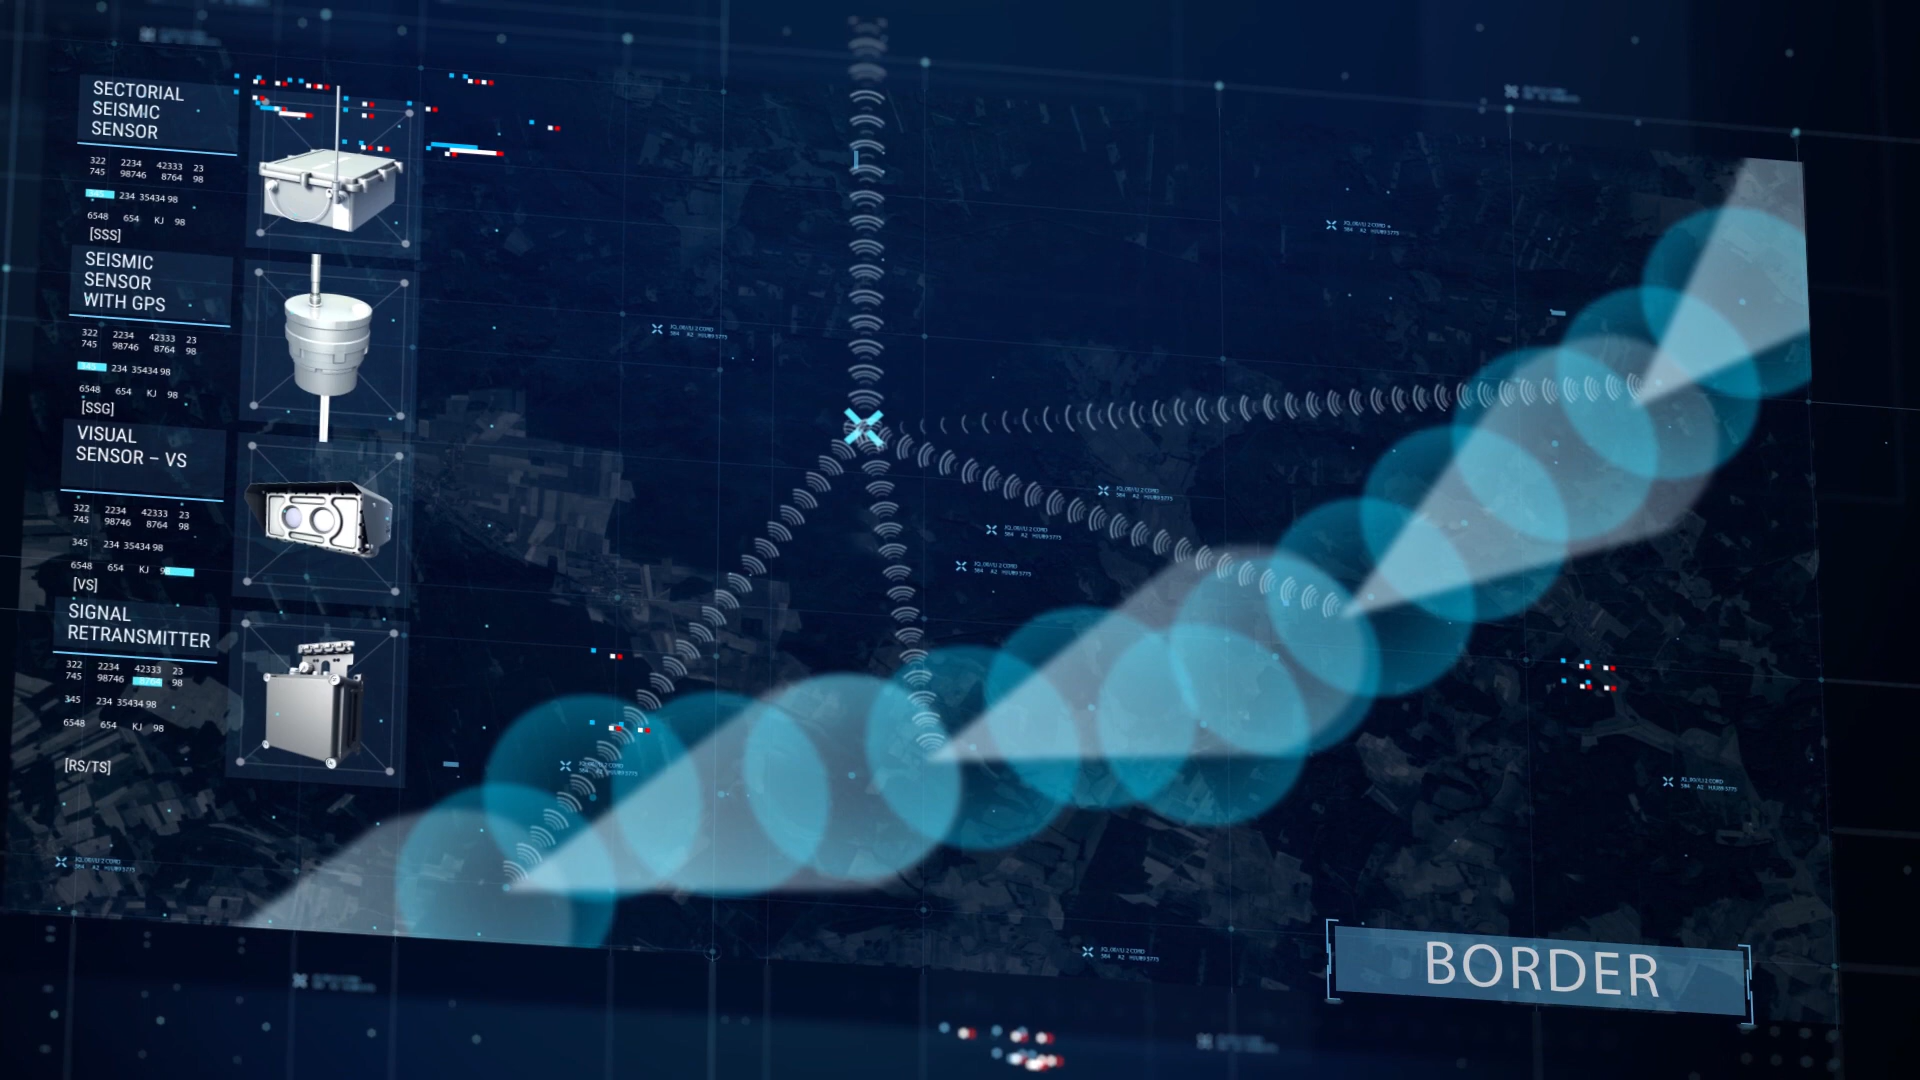 SECTORIAL
SEISMIC
SENSOR
322 2234 42333 23
745 98746 8764 98
345 234 35434 98
6548 654 KJ 98
[SSS]
SEISMIC
SENSOR
WITH GPS
322 2234 42333 23
745 98746 8764 98
345 234 35434 98
6548 654 KJ 98
[SSG]
VISUAL
SENSOR – VS
322 2234 42333 23
745 98746 8764 98
345 234 35434 98
6548 654 KJ 98
[VS]
SIGNAL
RETRANSMITTER
322 2234 42333 23
745 98746 8764 98
345 234 35434 98
6548 654 KJ 98
[RS/TS]
BORDER